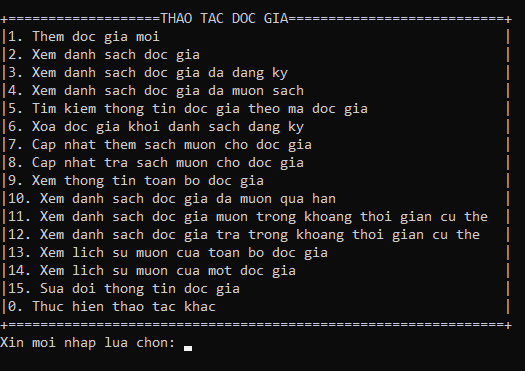 +===================THAO TAC DOC GIA===========================+
|1. Them doc gia moi |
|2. Xem danh sach doc gia |
|3. Xem danh sach doc gia da dang ky |
|4. Xem danh sach doc gia da muon sach |
|5. Tim kiem thong tin doc gia theo ma doc gia |
|6. Xoa doc gia khoi danh sach dang ky |
|7. Cap nhat them sach muon cho doc gia |
|8. Cap nhat tra sach muon cho doc gia |
|9. Xem thong tin toan bo doc gia |
|10. Xem danh sach doc gia da muon qua han |
|11. Xem danh sach doc gia muon trong khoang thoi gian cu the |
|12. Xem danh sach doc gia tra trong khoang thoi gian cu the |
|13. Xem lich su muon cua toan bo doc gia |
|14. Xem lich su muon cua mot doc gia |
|15. Sua doi thong tin doc gia |
|0. Thuc hien thao tac khac |
+==============================================================+
Xin moi nhap lua chon: